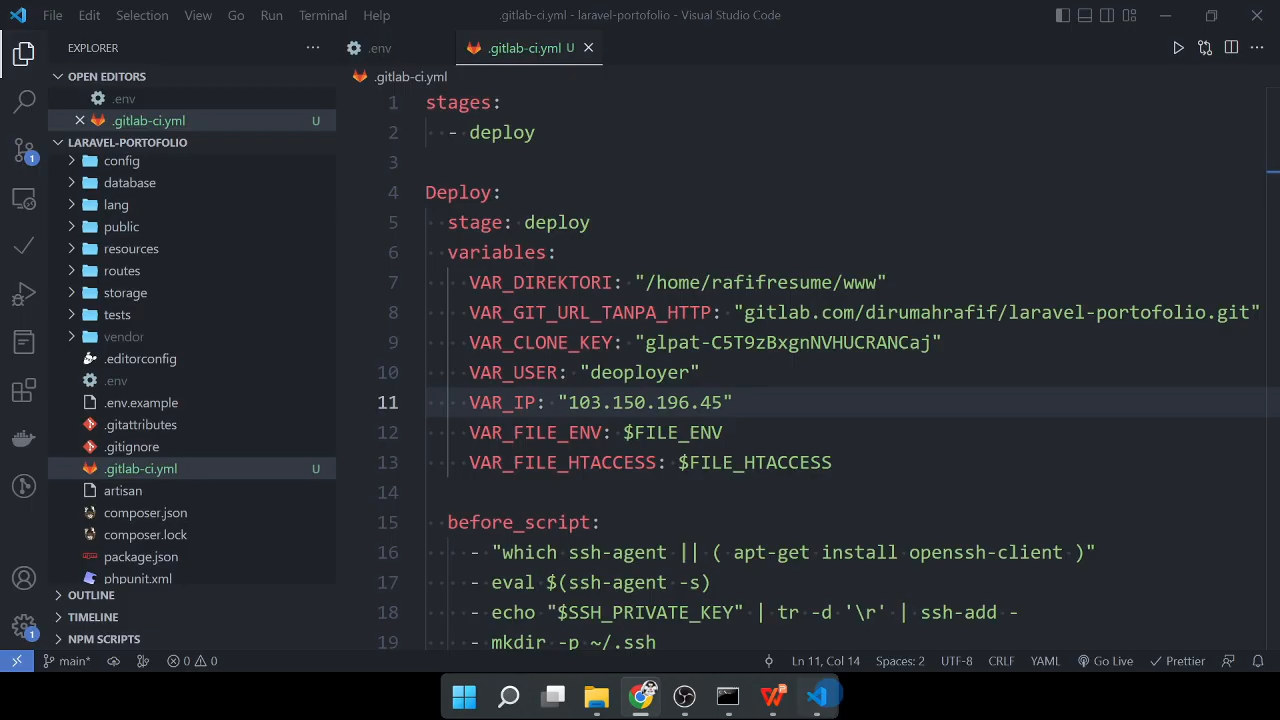 File Edit Selection View Go Run Terminal Help
.gitlab-ci.yml - laravel-portofolio - Visual Studio Code
EXPLORER
OPEN EDITORS
.env
.gitlab-ci.yml U
LARAVEL-PORTOFOLIO
config
database
lang
public
resources
routes
storage
tests
vendor
.editorconfig
.env
.env.example
.gitattributes
.gitignore
.gitlab-ci.yml U
artisan
composer.json
composer.lock
package.json
phpunit.xml
OUTLINE
TIMELINE
NPM SCRIPTS
.env
.gitlab-ci.yml U
.gitlab-ci.yml
1 stages:
2 - deploy
3
4 Deploy:
5 stage: deploy
6 variables:
7 VAR_DIREKTORI: "/home/rafifresume/www"
8 VAR_GIT_URL_TANPA_HTTP: "gitlab.com/dirumahrafif/laravel-portofolio.git"
9 VAR_CLONE_KEY: "glpat-C5T9zBxgnNVHUCRANCaj"
10 VAR_USER: "deoployer"
11 VAR_IP: "103.150.196.45"
12 VAR_FILE_ENV: $FILE_ENV
13 VAR_FILE_HTACCESS: $FILE_HTACCESS
14
15 before_script:
16 - "which ssh-agent || ( apt-get install openssh-client )"
17 - eval $(ssh-agent -s)
18 - echo "$SSH_PRIVATE_KEY" | tr -d '\r' | ssh-add -
19 - mkdir -p ~/.ssh
1
1
main* 0 0 Ln 11, Col 14 Spaces: 2 UTF-8 CRLF YAML Go Live Prettier